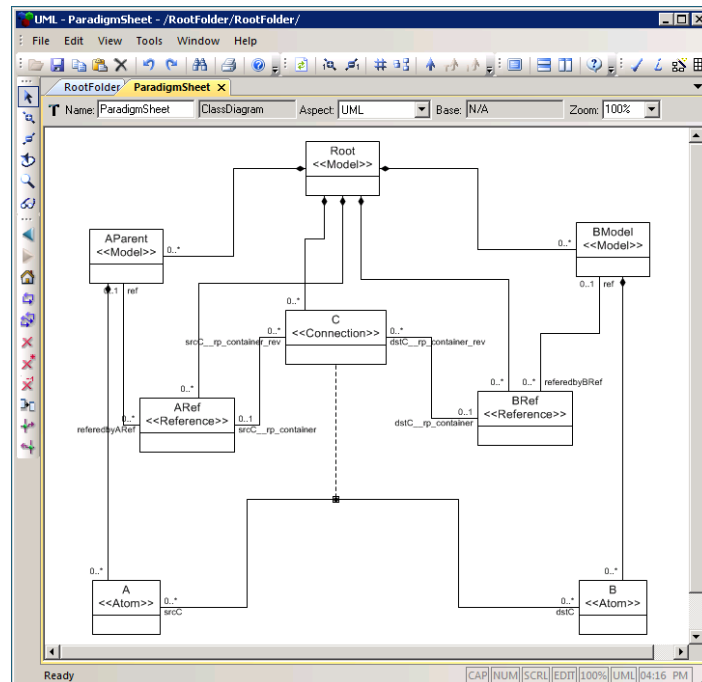 UML - ParadigmSheet - /RootFolder/RootFolder/
File Edit View Tools Window Help
RootFolder ParadigmSheet
T Name: ParadigmSheet ClassDiagram Aspect: UML Base: N/A Zoom: 100%
Root
<<Model>>
AParent
<<Model>>
0..*
BModel
<<Model>>
0..*
0..1 ref
0..1 ref
0..*
C
<<Connection>>
0..*
0..*
srcC__rp_container_rev
dstC__rp_container_rev
0..*
0..* 0..*
referedbyBRef
ARef
<<Reference>>
0..*
referedbyARef
0..1
srcC__rp_container
BRef
<<Reference>>
0..1
dstC__rp_container
0..*
0..*
A
<<Atom>>
0..*
srcC
B
<<Atom>>
0..*
dstC
Ready CAP NUM SCRL EDIT 100% UML 04:16 PM